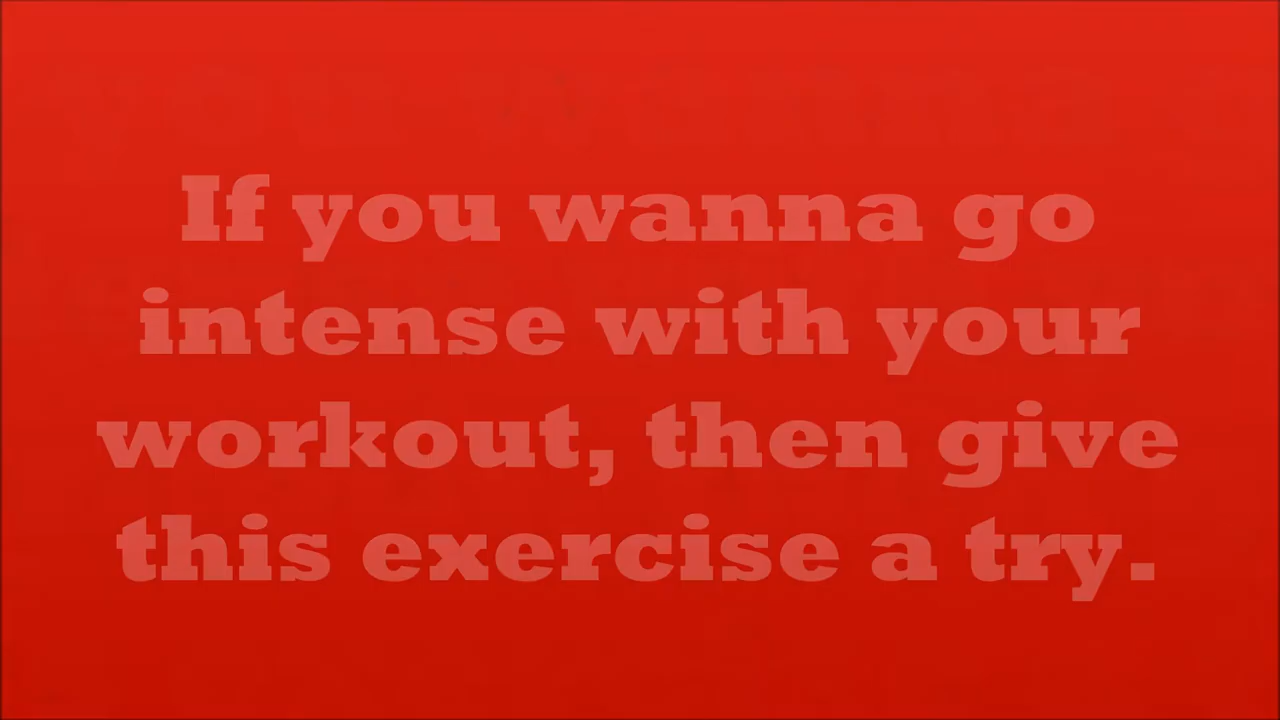 If you wanna go
intense with your
workout, then give
this exercise a try.